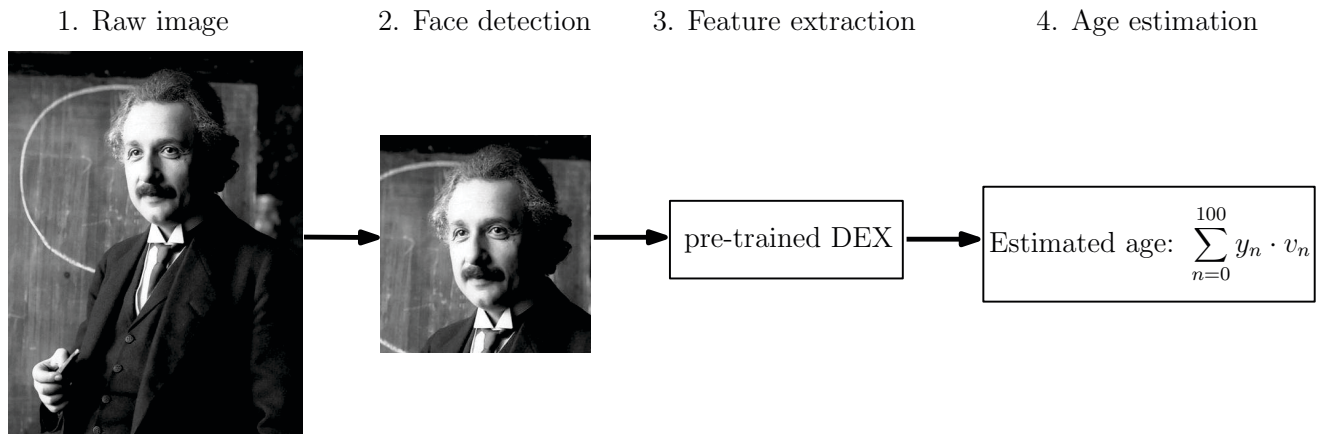 1. Raw image
2. Face detection
3. Feature extraction
4. Age estimation
pre-trained DEX
Estimated age: \sum_{n=0}^{100} y_n · v_n